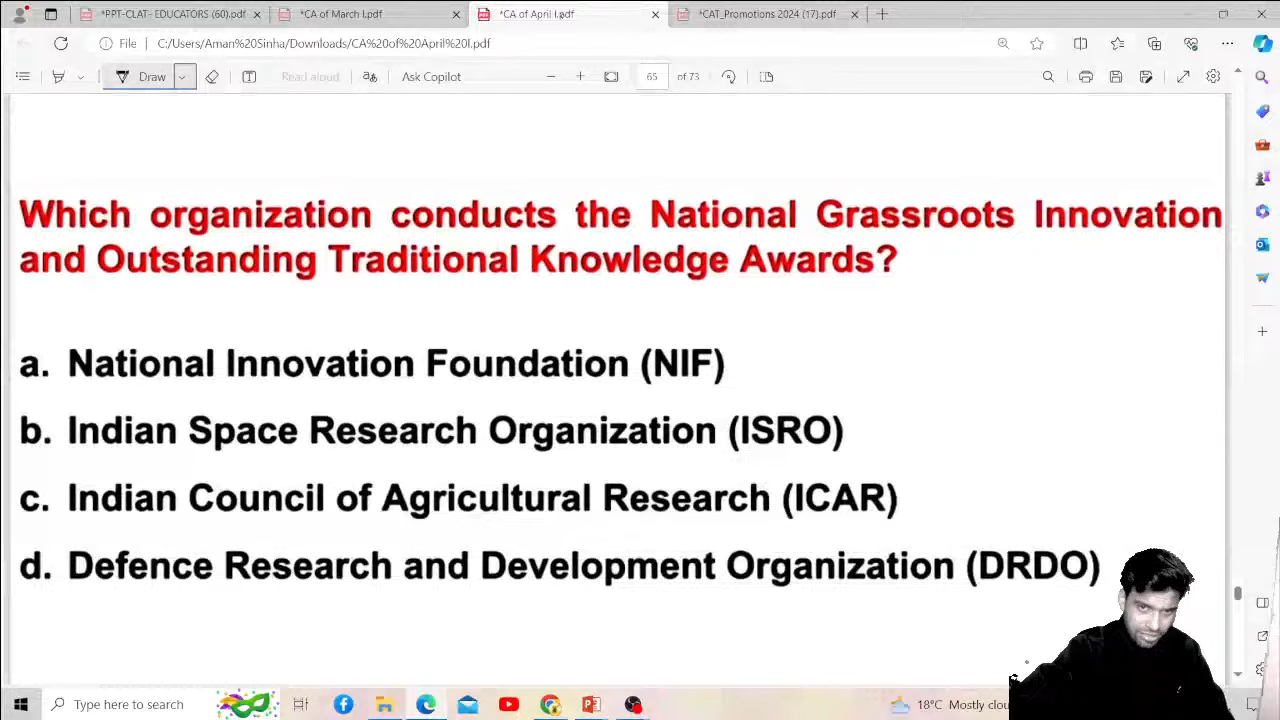 *PPT-CLAT- EDUCATORS (60).pdf
*CA of March I.pdf
*CA of April I.pdf
*CAT_Promotions 2024 (17).pdf
File
C:/Users/Aman%20Sinha/Downloads/CA%20of%20April%20I.pdf
Draw
Read aloud
Ask Copilot
65 of 73
Which organization conducts the National Grassroots Innovation
and Outstanding Traditional Knowledge Awards?
a. National Innovation Foundation (NIF)
b. Indian Space Research Organization (ISRO)
c. Indian Council of Agricultural Research (ICAR)
d. Defence Research and Development Organization (DRDO)
Type here to search
18°C Mostly clou